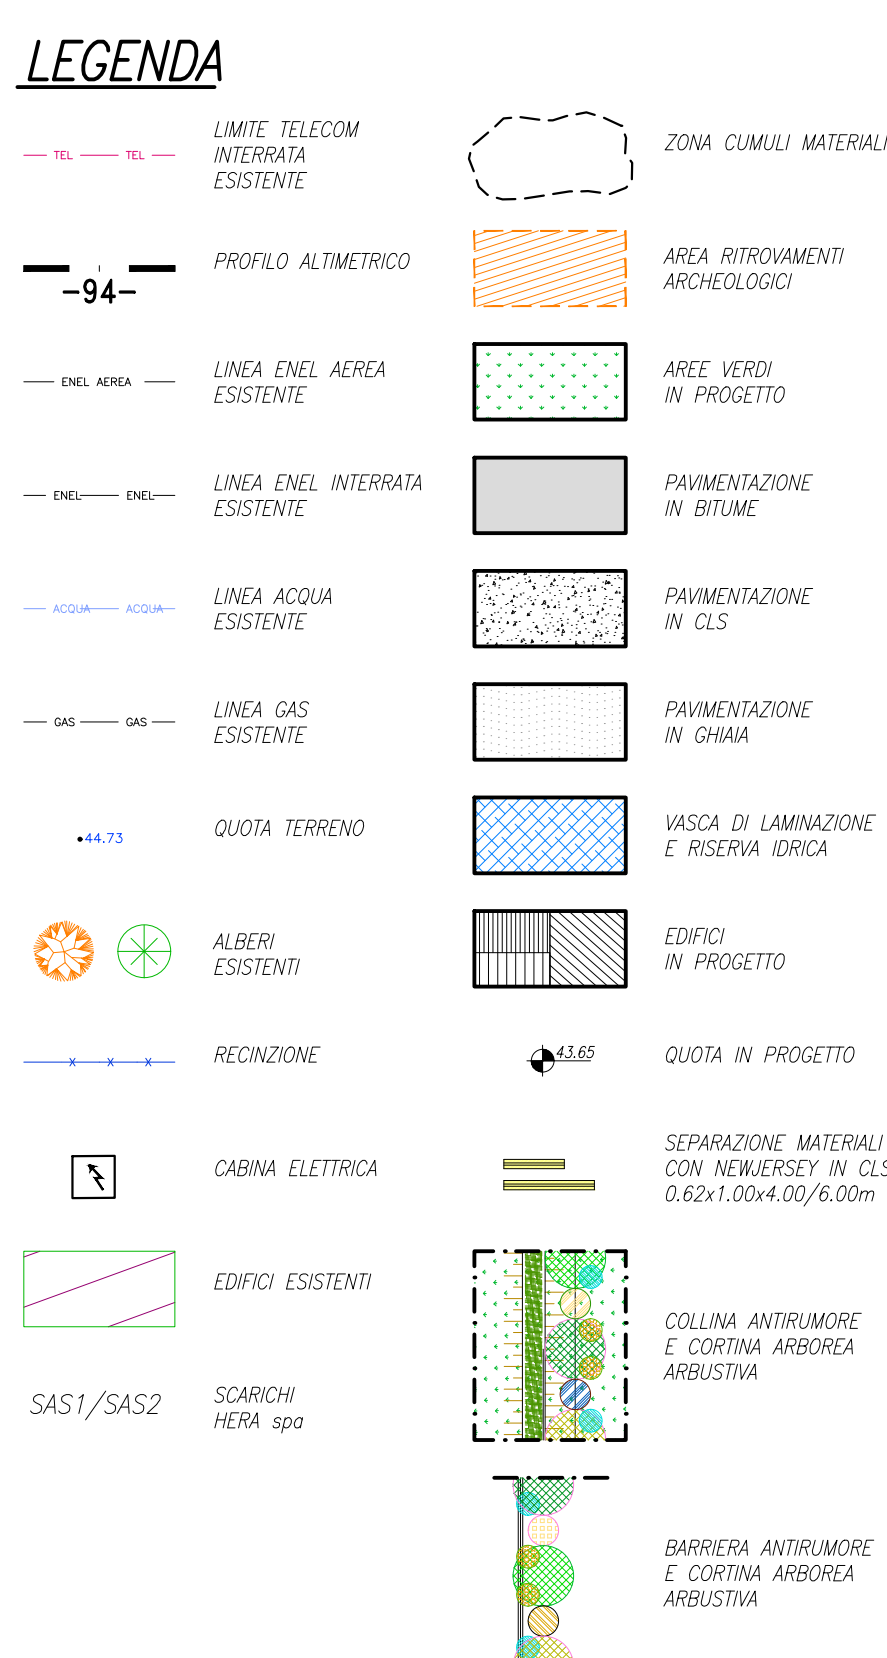 LEGENDA
TEL TEL
LIMITE TELECOM
INTERRATA
ESISTENTE
-94-
PROFILO ALTIMETRICO
ENEL AEREA
LINEA ENEL AEREA
ESISTENTE
ENEL ENEL
LINEA ENEL INTERRATA
ESISTENTE
ACQUA ACQUA
LINEA ACQUA
ESISTENTE
GAS GAS
LINEA GAS
ESISTENTE
44.73
QUOTA TERRENO
ALBERI
ESISTENTI
x x x
RECINZIONE
CABINA ELETTRICA
EDIFICI ESISTENTI
SAS1/SAS2
SCARICHI
HERA spa
ZONA CUMULI MATERIALI
AREA RITROVAMENTI
ARCHEOLOGICI
AREE VERDI
IN PROGETTO
PAVIMENTAZIONE
IN BITUME
PAVIMENTAZIONE
IN CLS
PAVIMENTAZIONE
IN GHIAIA
VASCA DI LAMINAZIONE
E RISERVA IDRICA
EDIFICI
IN PROGETTO
43.65
QUOTA IN PROGETTO
SEPARAZIONE MATERIALI
CON NEWJERSEY IN CLS
0.62x1.00x4.00/6.00m
COLLINA ANTIRUMORE
E CORTINA ARBOREA
ARBUSTIVA
BARRIERA ANTIRUMORE
E CORTINA ARBOREA
ARBUSTIVA